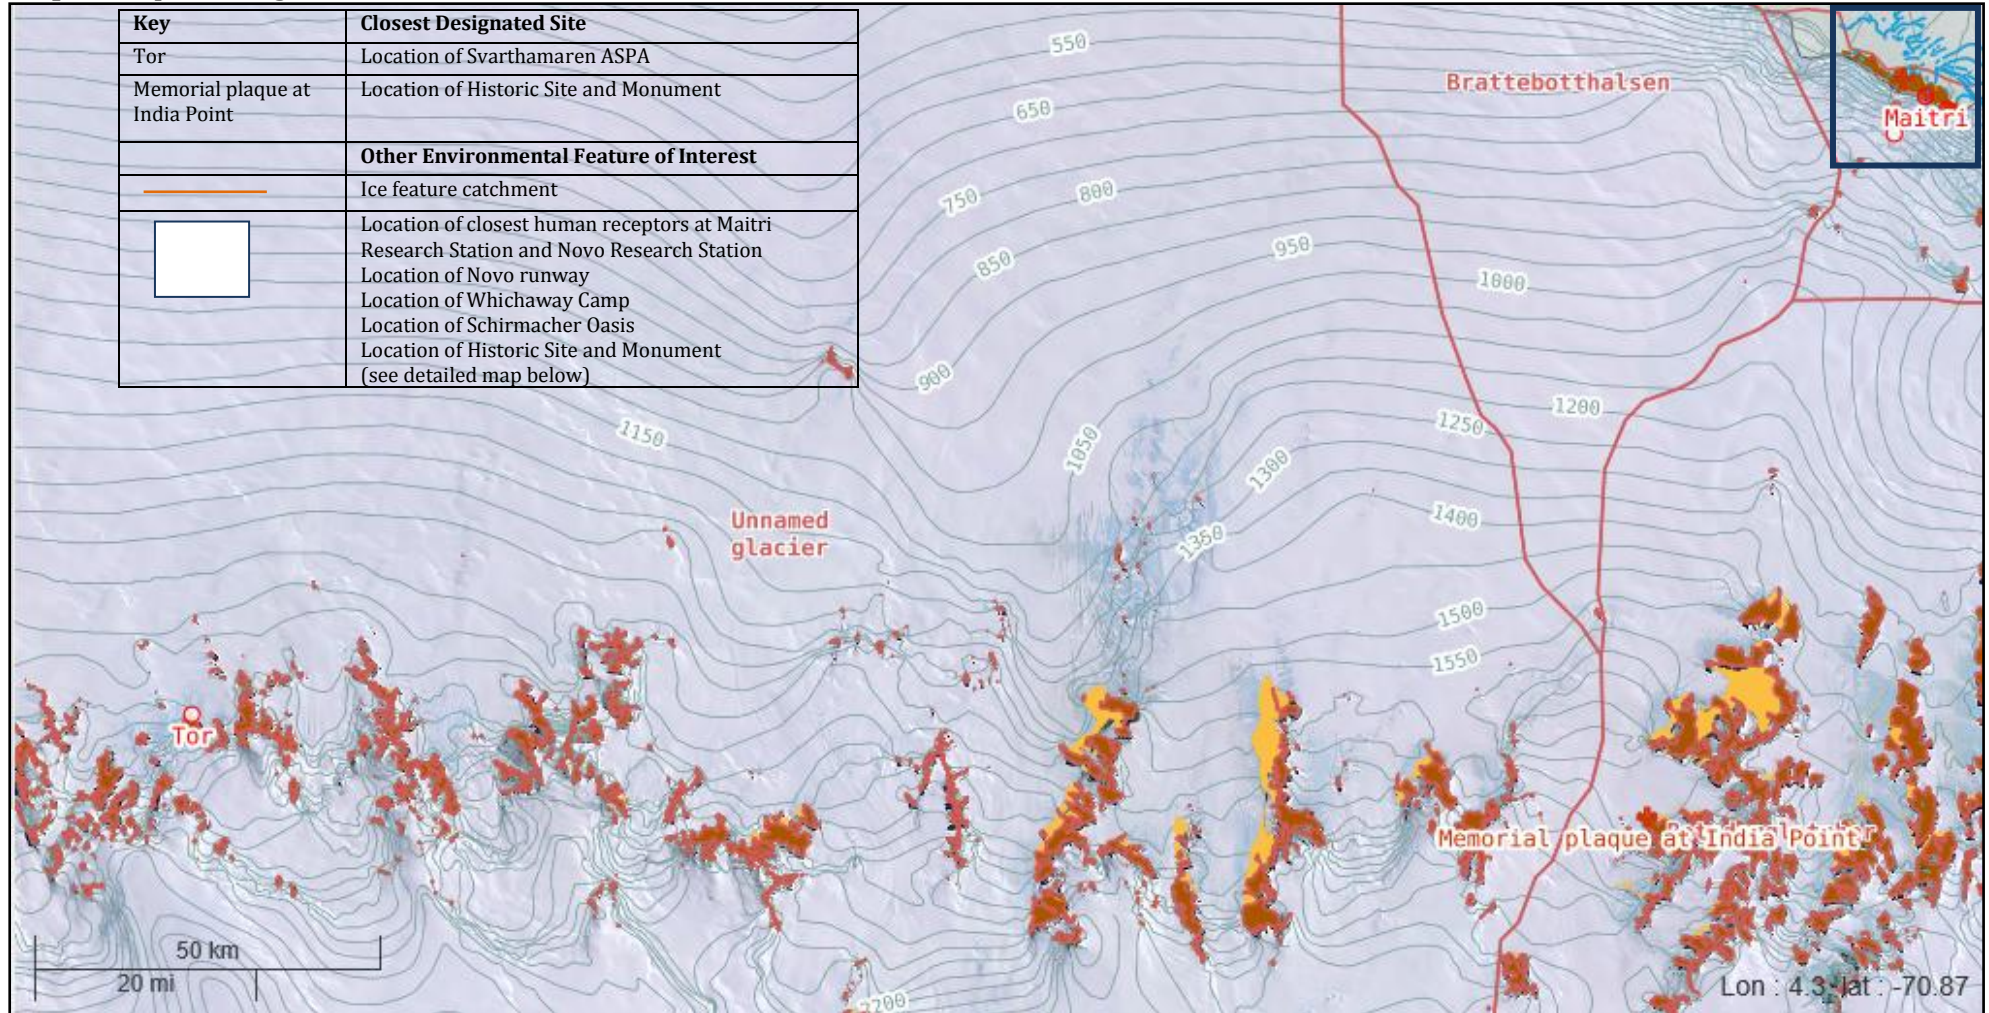 Key
Closest Designated Site
Tor
Location of Svarthamaren ASPA
Memorial plaque at
India Point
Location of Historic Site and Monument
Other Environmental Feature of Interest
Ice feature catchment
Location of closest human receptors at Maitri
Research Station and Novo Research Station
Location of Novo runway
Location of Whichaway Camp
Location of Schirmacher Oasis
Location of Historic Site and Monument
(see detailed map below)
550
Brattebotthalsen
Maitri
650
750
800
850
950
1000
900
1150
1050
1200
1250
1300
1350
1400
Unnamed
glacier
1500
1550
Tor
Memorial plaque at India Point
50 km
20 mi
2200
Lon : 4.3, lat : -70.87